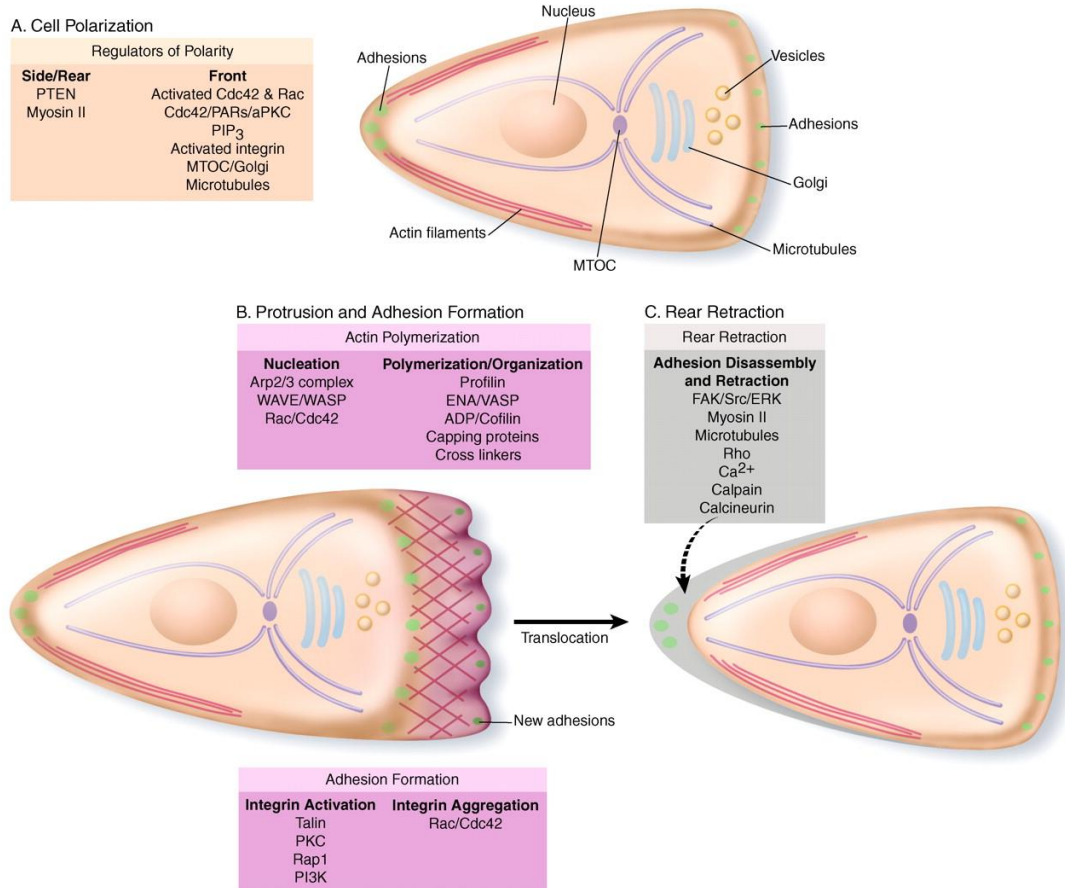 A. Cell Polarization
Regulators of Polarity
Side/Rear
PTEN
Myosin II
Front
Activated Cdc42 & Rac
Cdc42/PARs/aPKC
PIP3
Activated integrin
MTOC/Golgi
Microtubules
Nucleus
Adhesions
Vesicles
Adhesions
Golgi
Actin filaments
Microtubules
MTOC
B. Protrusion and Adhesion Formation
Actin Polymerization
Nucleation
Arp2/3 complex
WAVE/WASP
Rac/Cdc42
Polymerization/Organization
Profilin
ENA/VASP
ADP/Cofilin
Capping proteins
Cross linkers
C. Rear Retraction
Rear Retraction
Adhesion Disassembly
and Retraction
FAK/Src/ERK
Myosin II
Microtubules
Rho
Ca2+
Calpain
Calcineurin
Translocation
New adhesions
Adhesion Formation
Integrin Activation
Talin
PKC
Rap1
PI3K
Integrin Aggregation
Rac/Cdc42